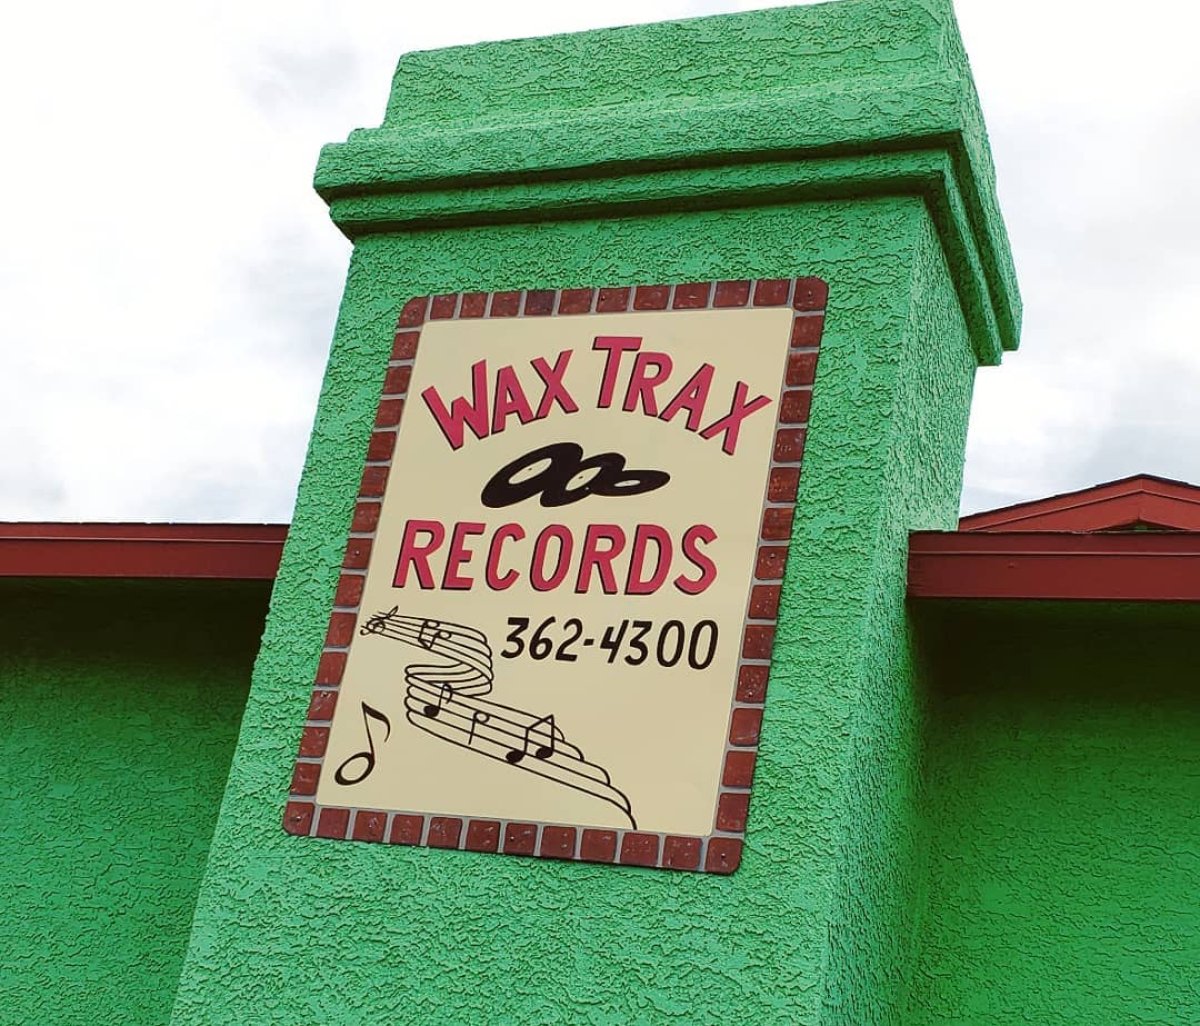 WAX TRAX
RECORDS
362-4300